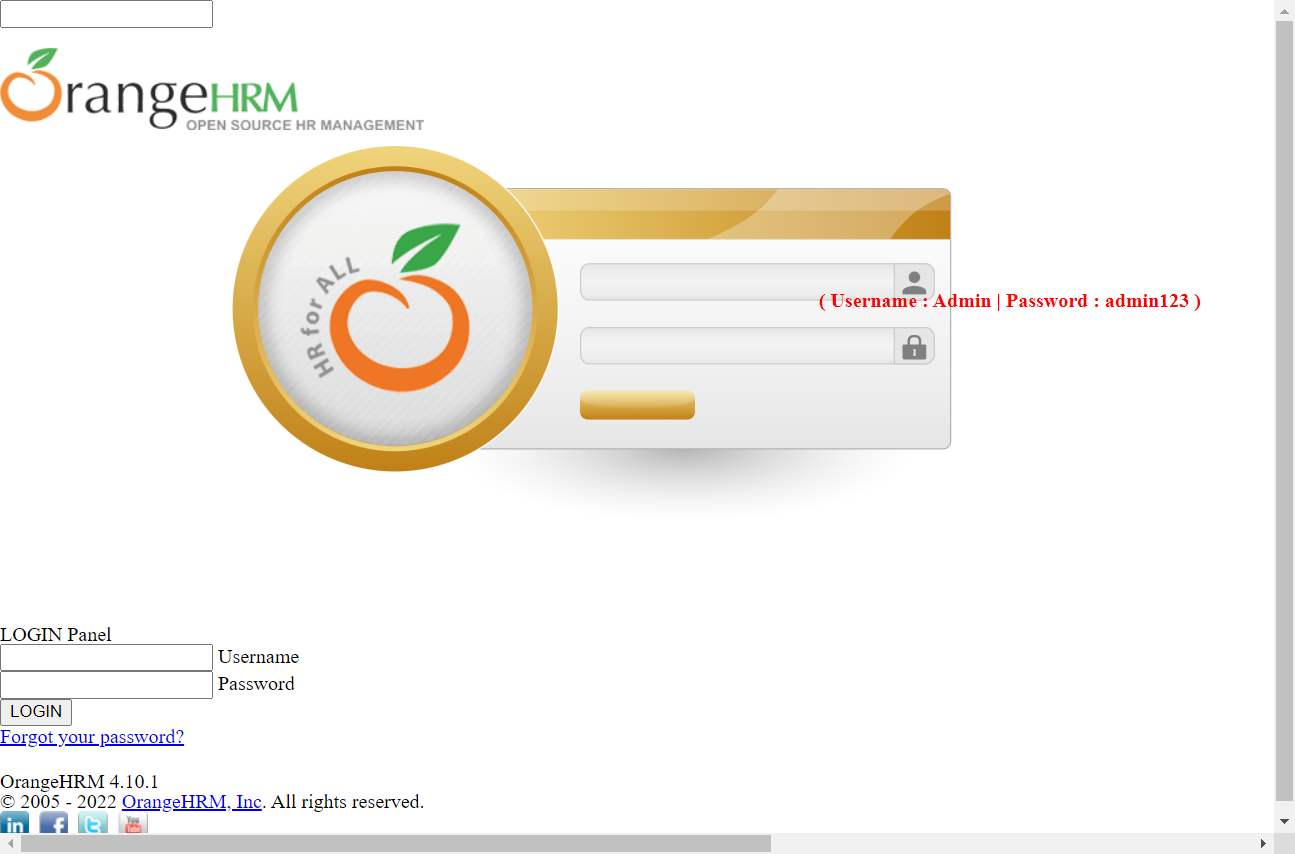 OrangeHRM
OPEN SOURCE HR MANAGEMENT
HR for ALL
( Username : Admin | Password : admin123 )
LOGIN Panel
Username
Password
LOGIN
Forgot your password?
OrangeHRM 4.10.1
© 2005 - 2022 OrangeHRM, Inc. All rights reserved.
in f t You Tube